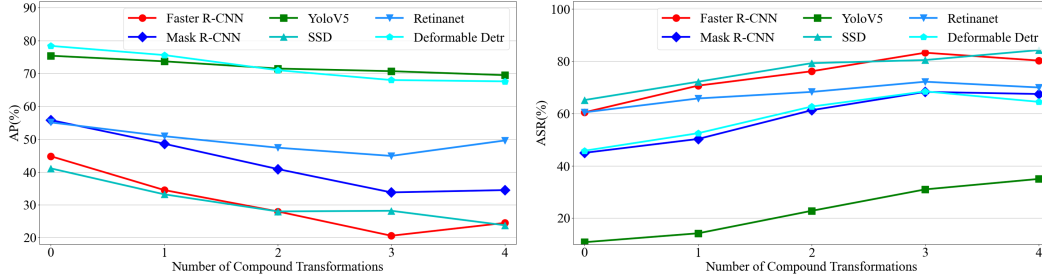 90
80
70
60
50
40
30
20
AP(%)
Faster R-CNN YoloV5 Retinanet
Mask R-CNN SSD Deformable Detr
0 1 2 3 4
Number of Compound Transformations
100
80
60
40
20
ASR(%)
Faster R-CNN YoloV5 Retinanet
Mask R-CNN SSD Deformable Detr
0 1 2 3 4
Number of Compound Transformations